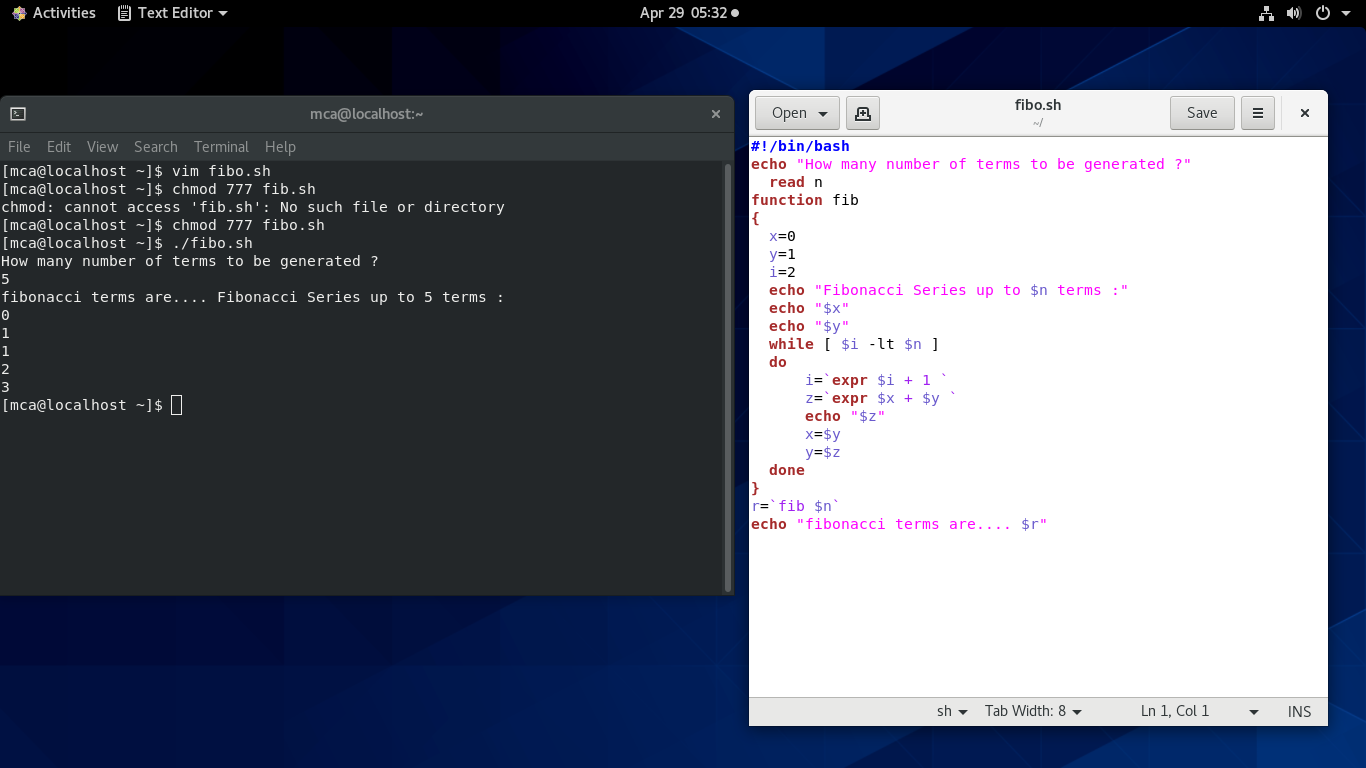 Activities Text Editor Apr 29 05:32
mca@localhost:~
File Edit View Search Terminal Help
[mca@localhost ~]$ vim fibo.sh
[mca@localhost ~]$ chmod 777 fib.sh
chmod: cannot access 'fib.sh': No such file or directory
[mca@localhost ~]$ chmod 777 fibo.sh
[mca@localhost ~]$ ./fibo.sh
How many number of terms to be generated ?
5
fibonacci terms are.... Fibonacci Series up to 5 terms :
0
1
1
2
3
[mca@localhost ~]$
Open fibo.sh Save
~/
#!/bin/bash
echo "How many number of terms to be generated ?"
  read n
function fib
{
  x=0
  y=1
  i=2
  echo "Fibonacci Series up to $n terms :"
  echo "$x"
  echo "$y"
  while [ $i -lt $n ]
  do
      i=`expr $i + 1 `
      z=`expr $x + $y `
      echo "$z"
      x=$y
      y=$z
  done
}
r=`fib $n`
echo "fibonacci terms are.... $r"
sh Tab Width: 8 Ln 1, Col 1 INS